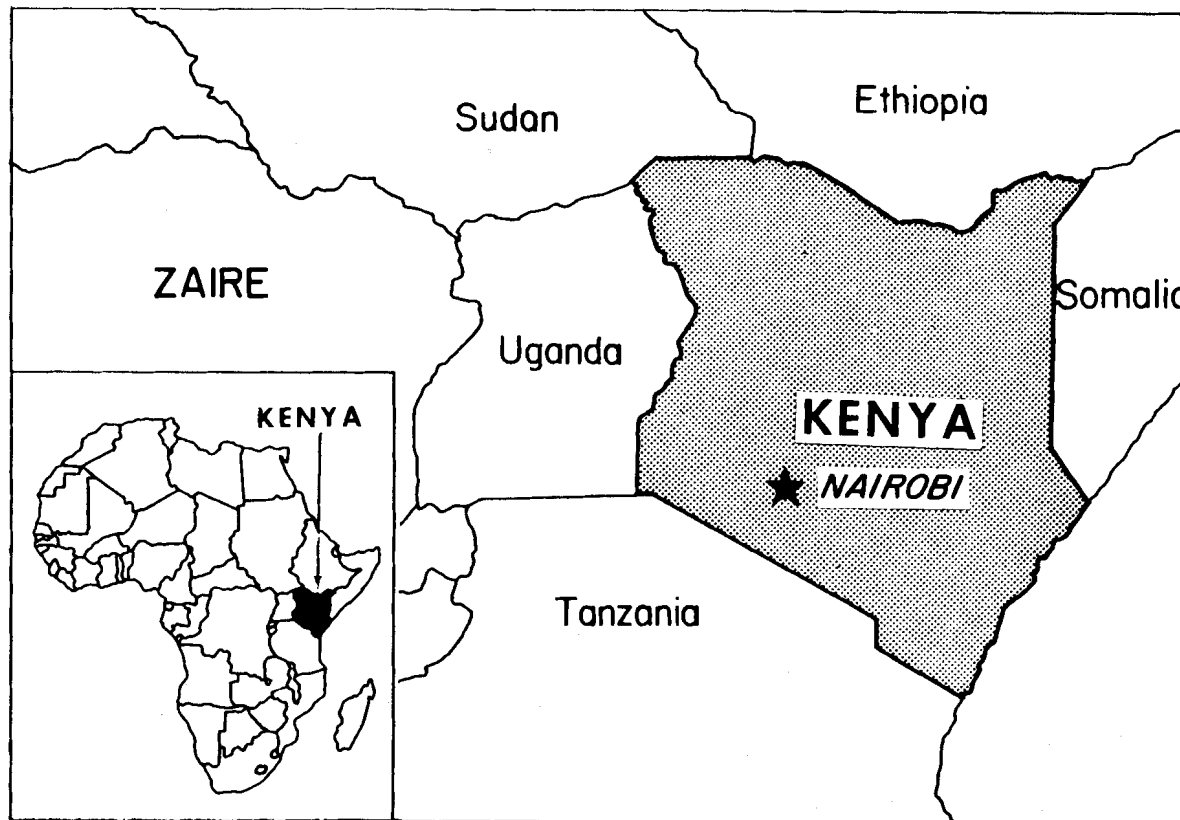 Sudan
Ethiopia
ZAIRE
Somalia
Uganda
KENYA
KENYA
NAIROBI
Tanzania